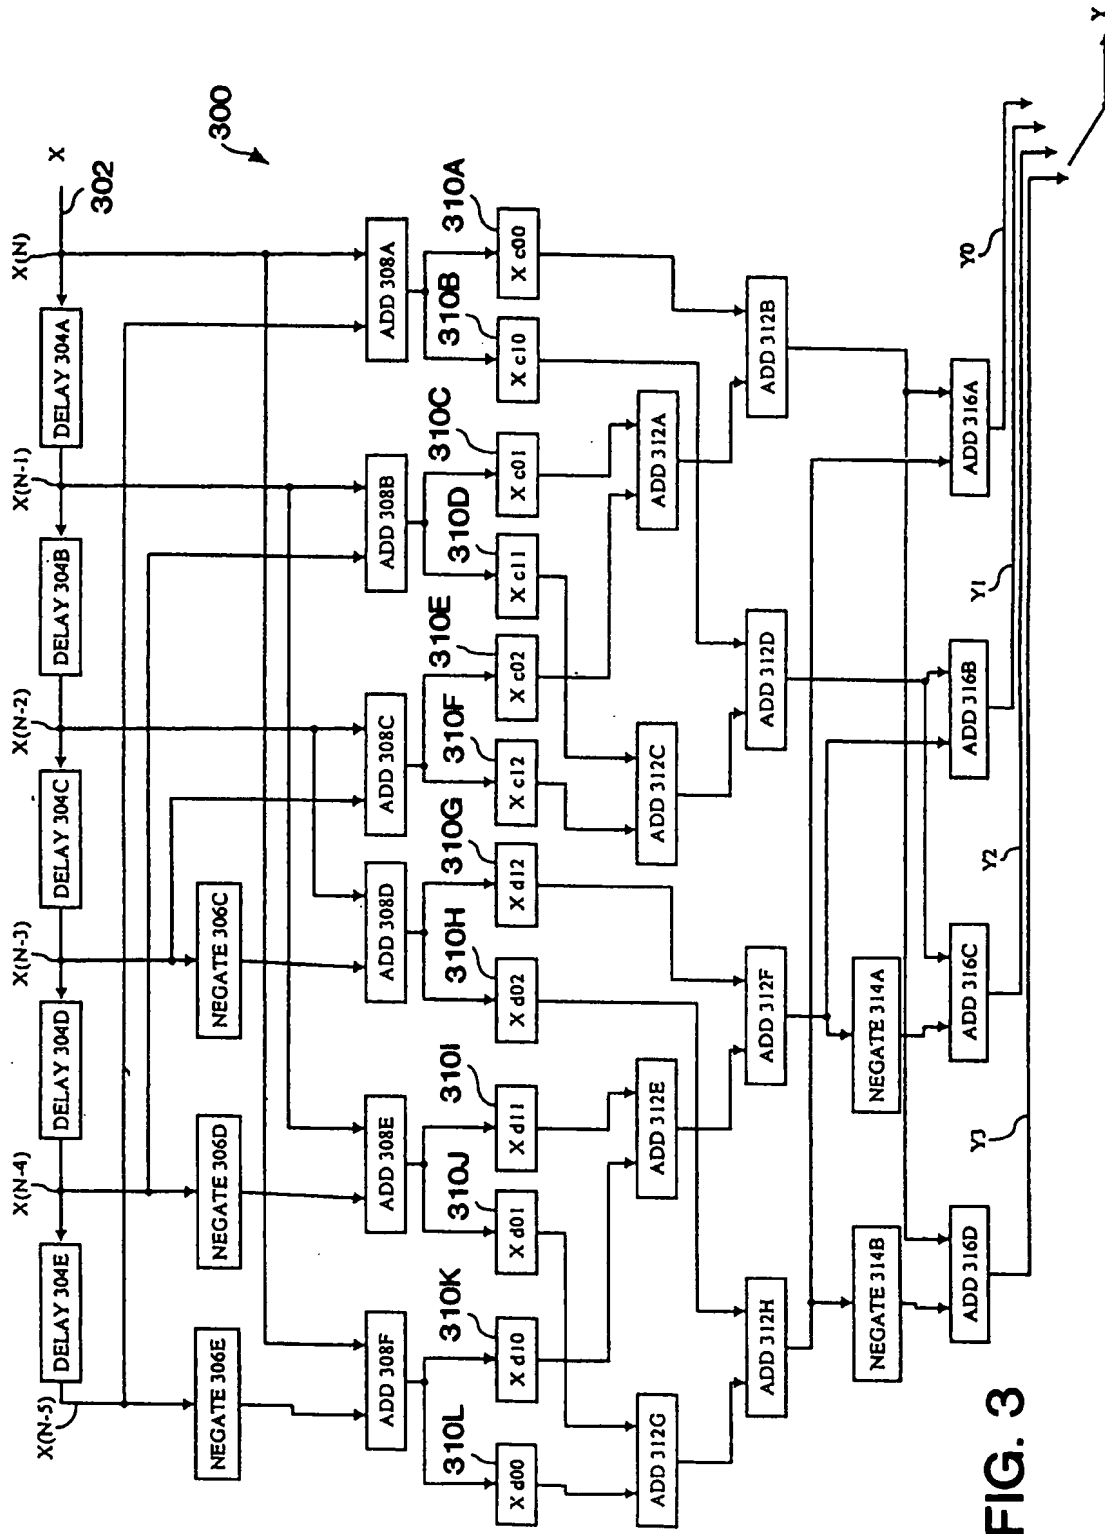 X(N-5)
X(N-4)
X(N-3)
X(N-2)
X(N-1)
X(N)
X
302
DELAY 304E
DELAY 304D
DELAY 304C
DELAY 304B
DELAY 304A
300
NEGATE 306E
NEGATE 306D
NEGATE 306C
ADD 308F
ADD 308E
ADD 308D
ADD 308C
ADD 308B
ADD 308A
310L
310K
310J
310I
310H
310G
310F
310E
310D
310C
310B
310A
X d00
X d10
X d01
X d11
X d02
X d12
X c12
X c02
X c11
X c01
X c10
X c00
ADD 312G
ADD 312E
ADD 312C
ADD 312A
ADD 312H
ADD 312F
ADD 312D
ADD 312B
NEGATE 314B
NEGATE 314A
ADD 316D
ADD 316C
ADD 316B
ADD 316A
Y3
Y2
Y1
Y0
Y
FIG. 3